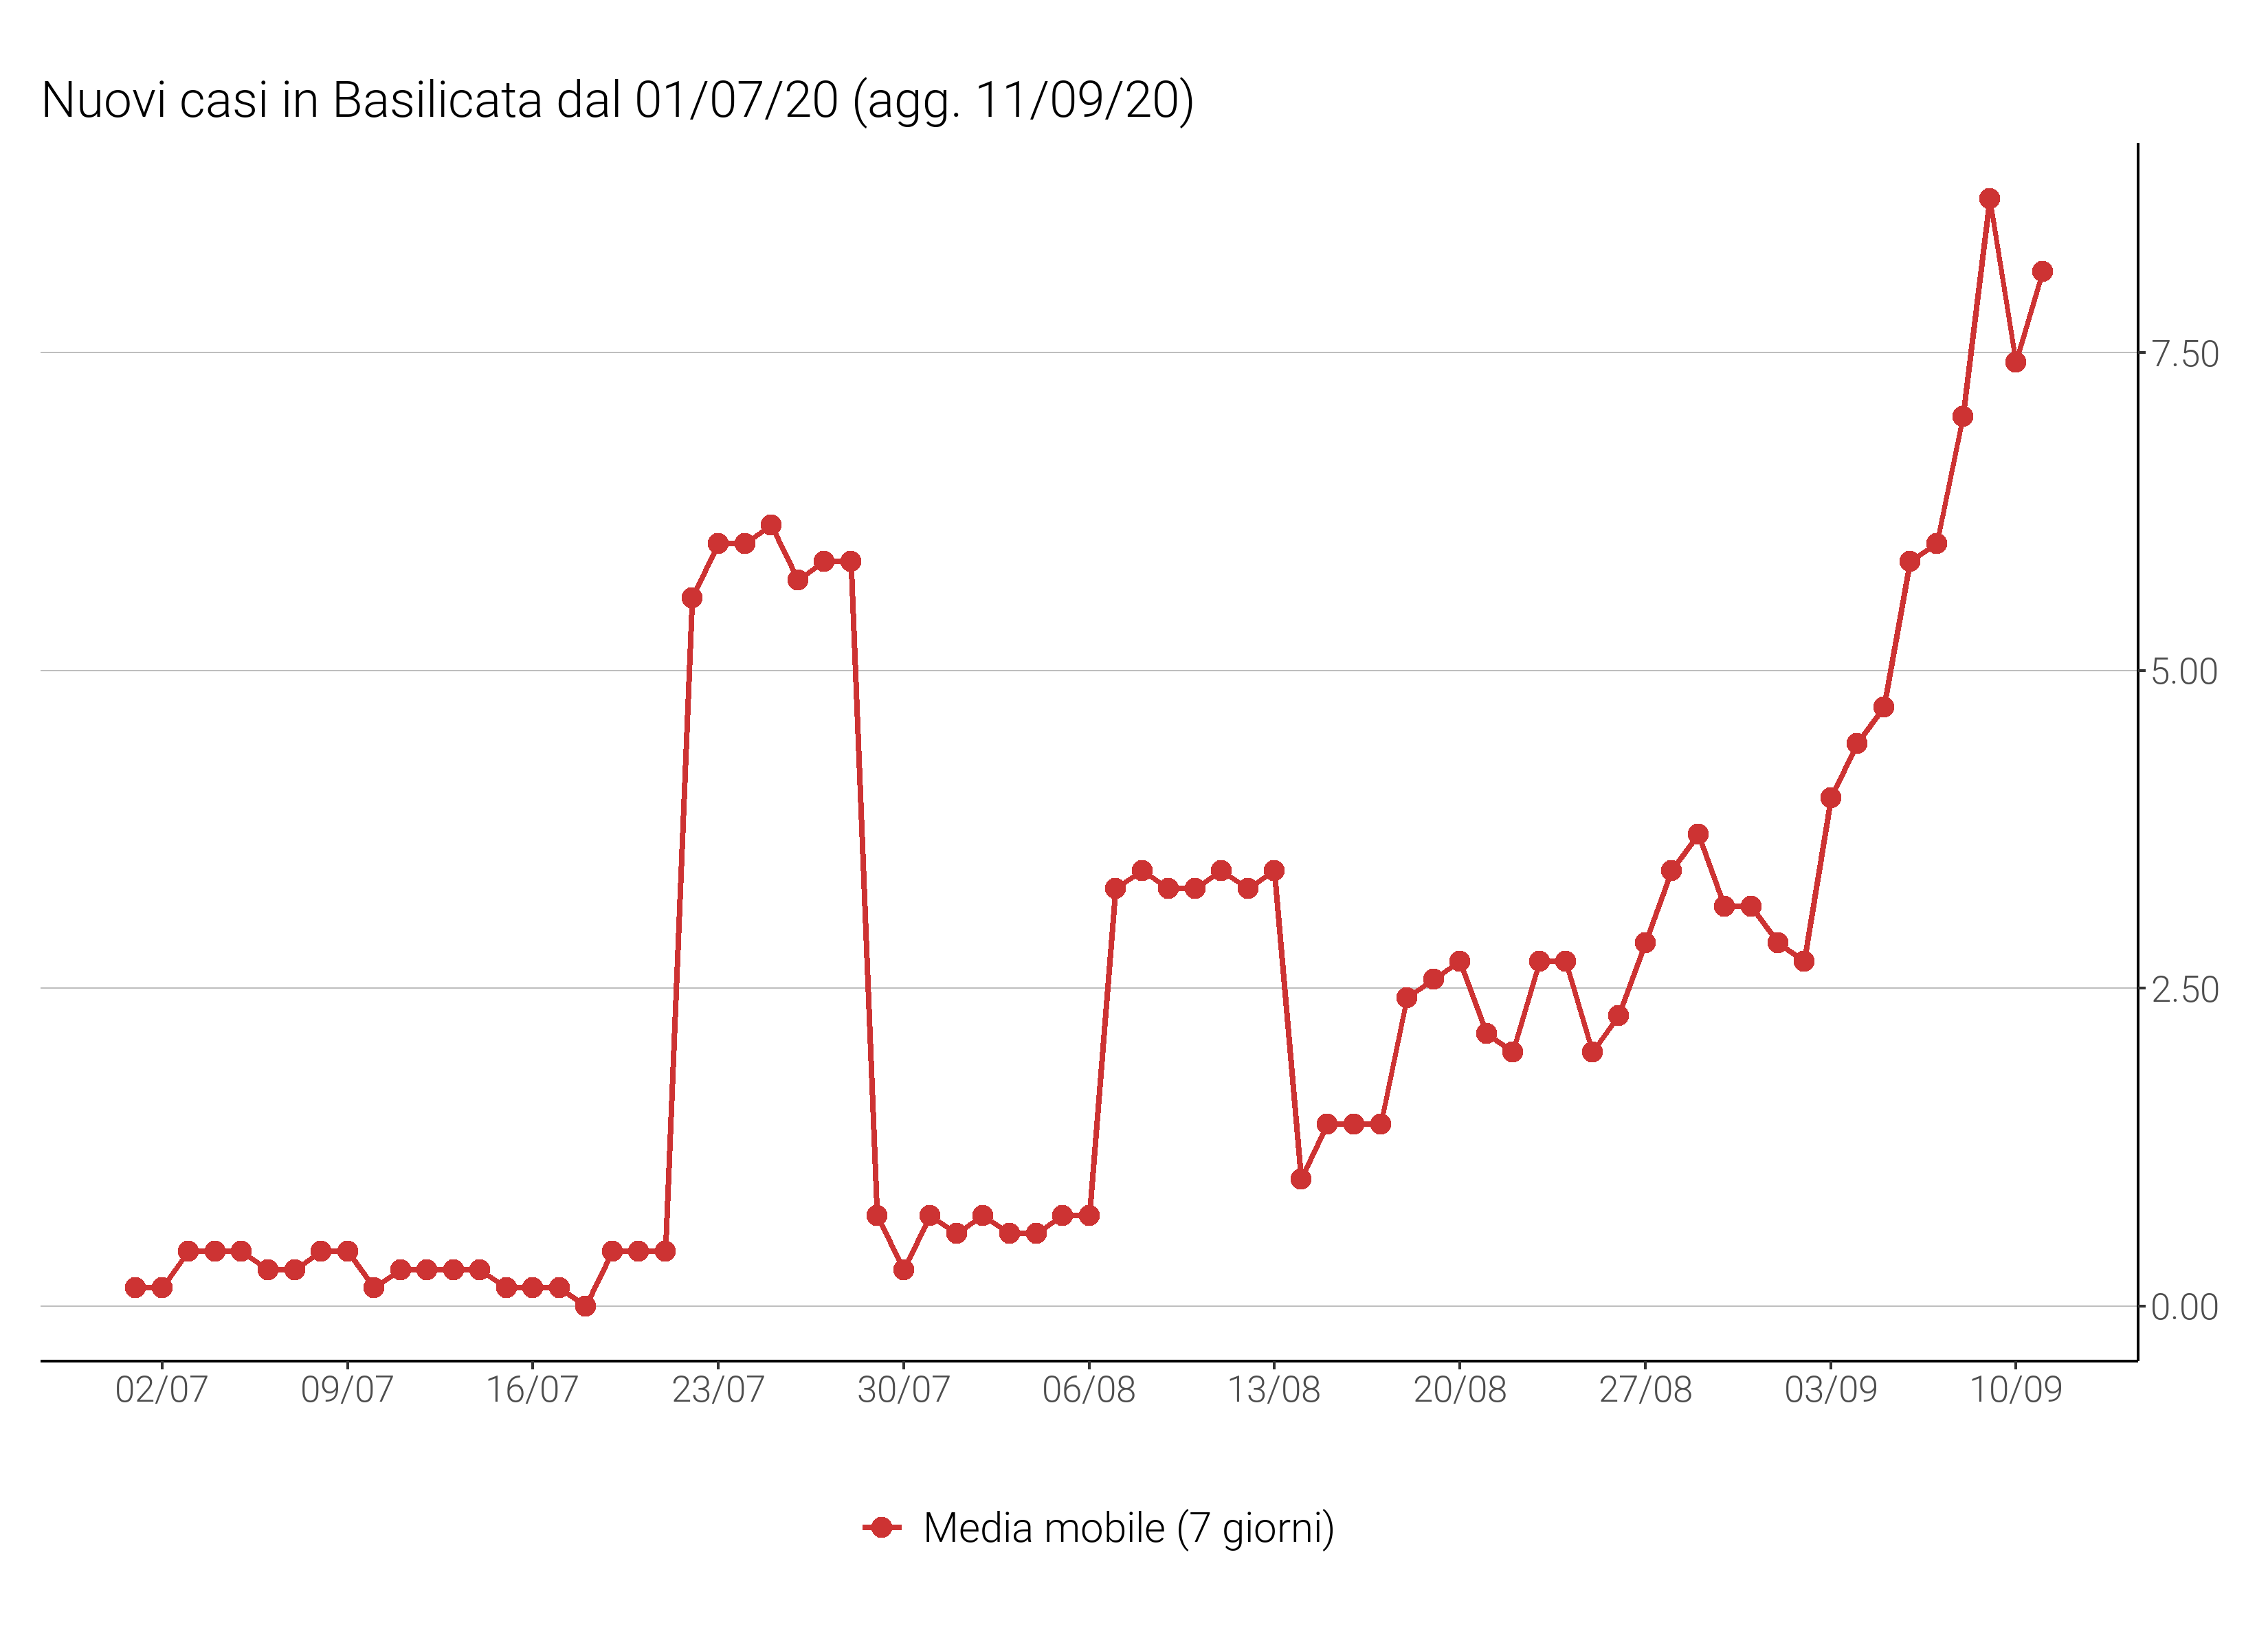 Nuovi casi in Basilicata dal 01/07/20 (agg. 11/09/20)
7.50
5.00
2.50
0.00
02/07 09/07 16/07 23/07 30/07 06/08 13/08 20/08 27/08 03/09 10/09
Media mobile (7 giorni)